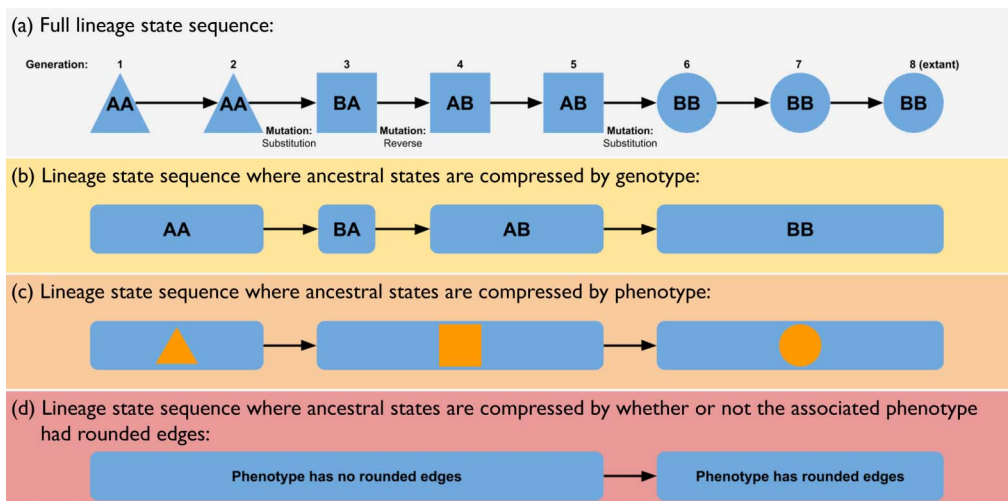 (a) Full lineage state sequence:
Generation: 1 2 3 4 5 6 7 8 (extant)
AA AA BA AB AB BB BB BB
Mutation: Mutation: Mutation:
Substitution Reverse Substitution
(b) Lineage state sequence where ancestral states are compressed by genotype:
AA BA AB BB
(c) Lineage state sequence where ancestral states are compressed by phenotype:
(d) Lineage state sequence where ancestral states are compressed by whether or not the associated phenotype
had rounded edges:
Phenotype has no rounded edges Phenotype has rounded edges